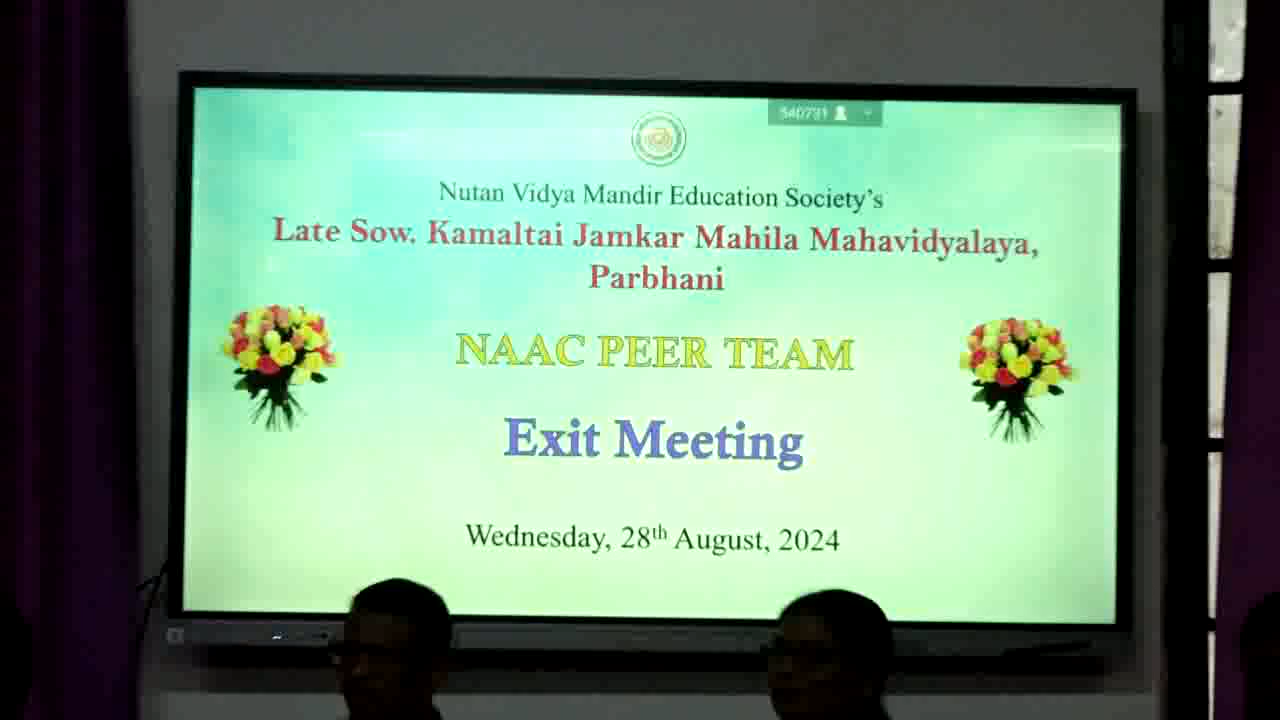 540731
Nutan Vidya Mandir Education Society's
Late Sow. Kamaltai Jamkar Mahila Mahavidyalaya,
Parbhani
NAAC PEER TEAM
Exit Meeting
Wednesday, 28th August, 2024